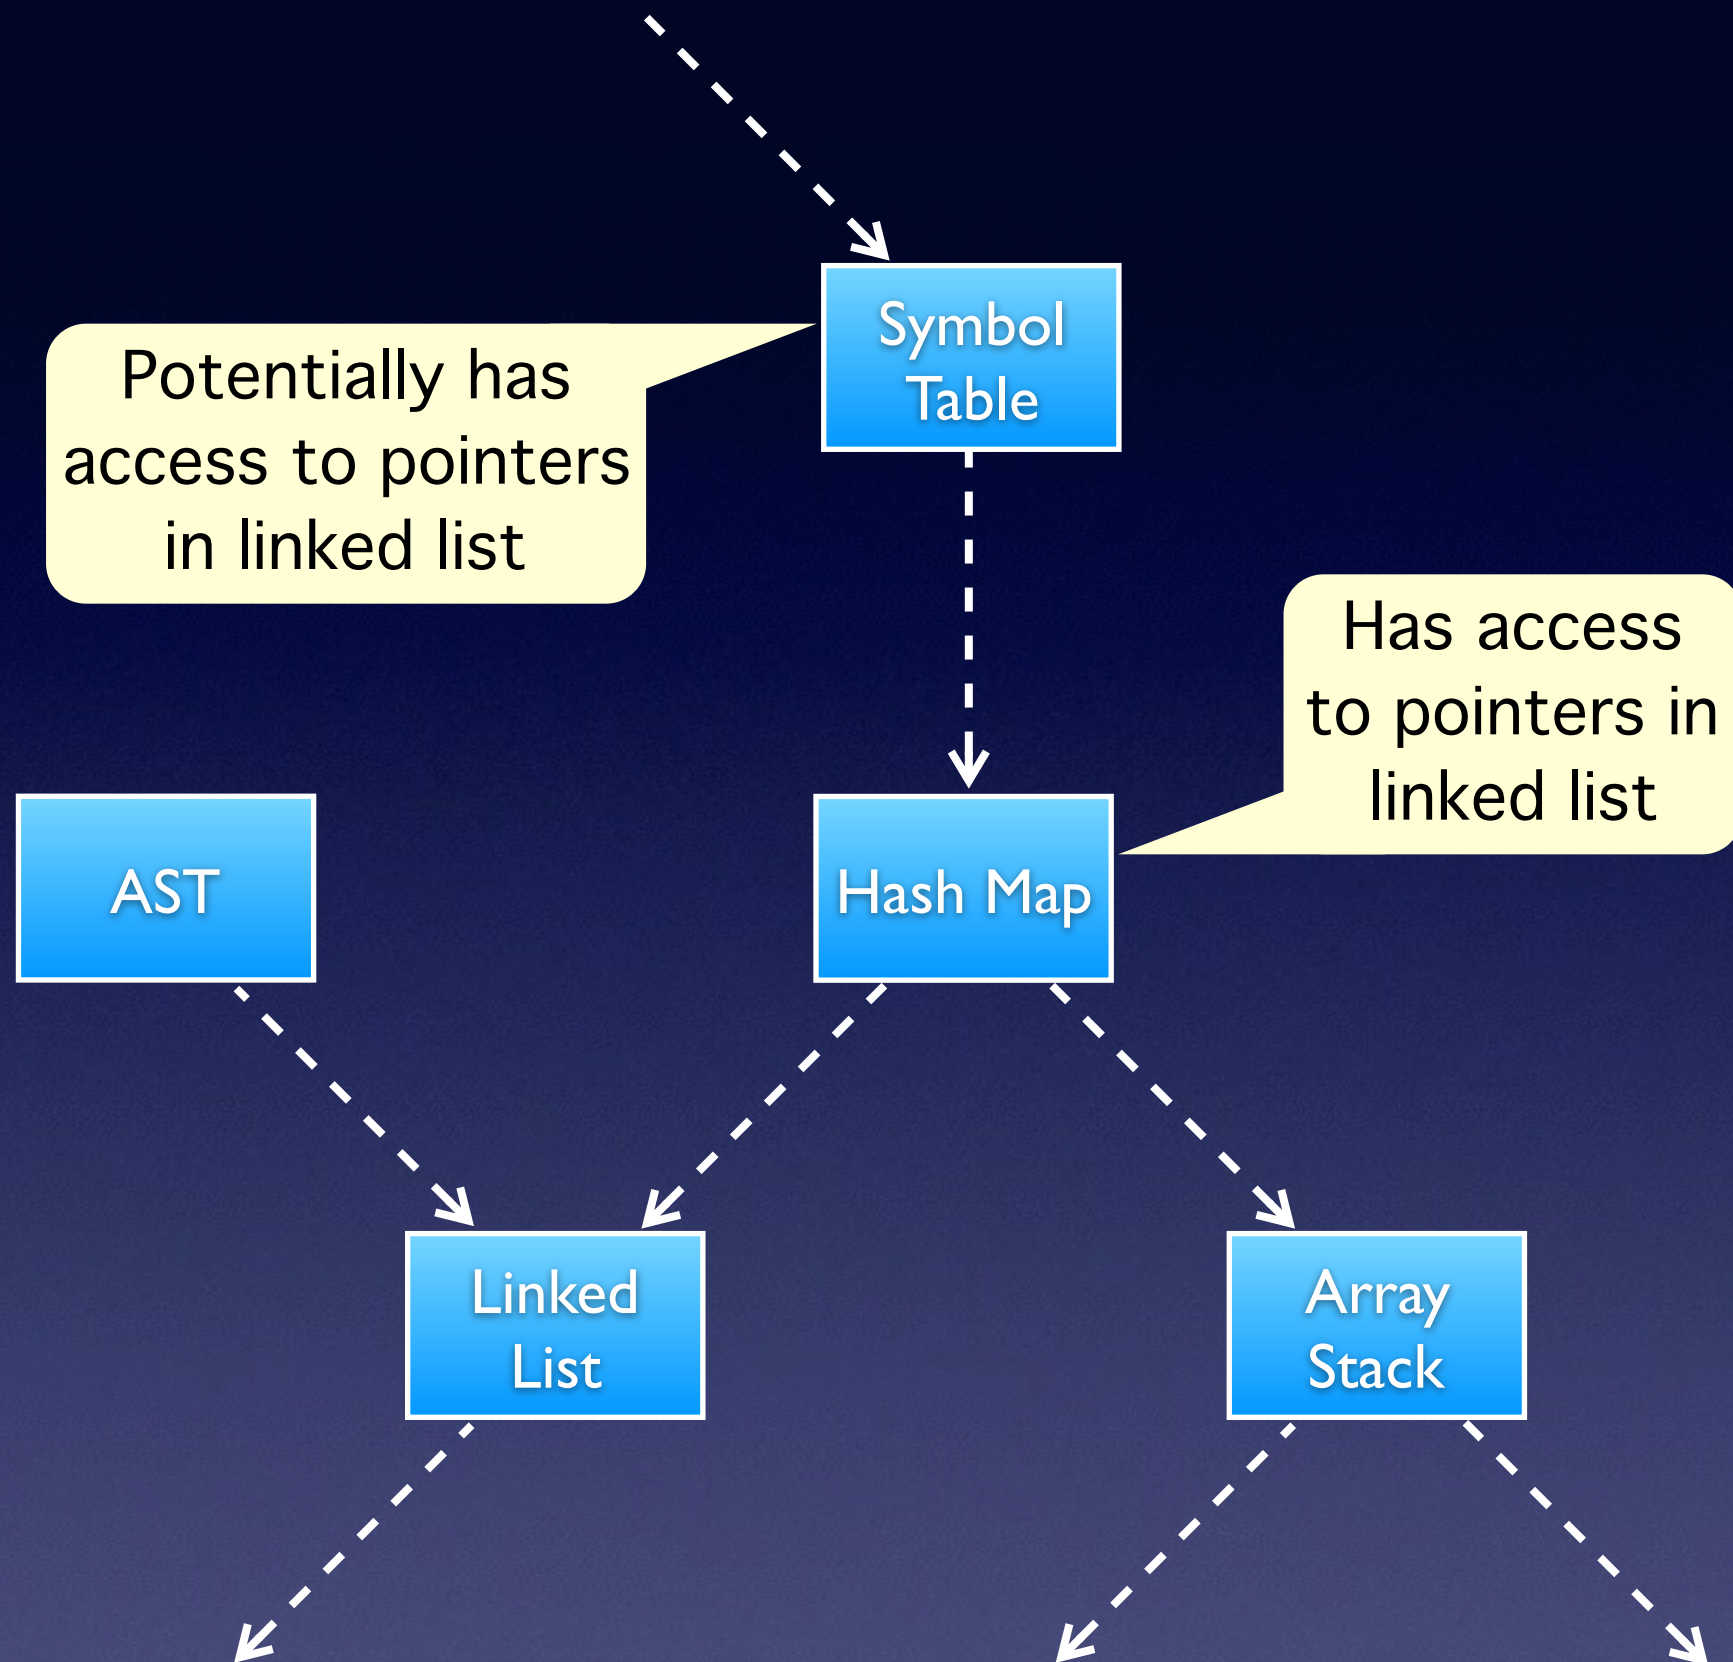 Symbol
Table
Potentially has
access to pointers
in linked list
Has access
to pointers in
linked list
AST
Hash Map
Linked
List
Array
Stack